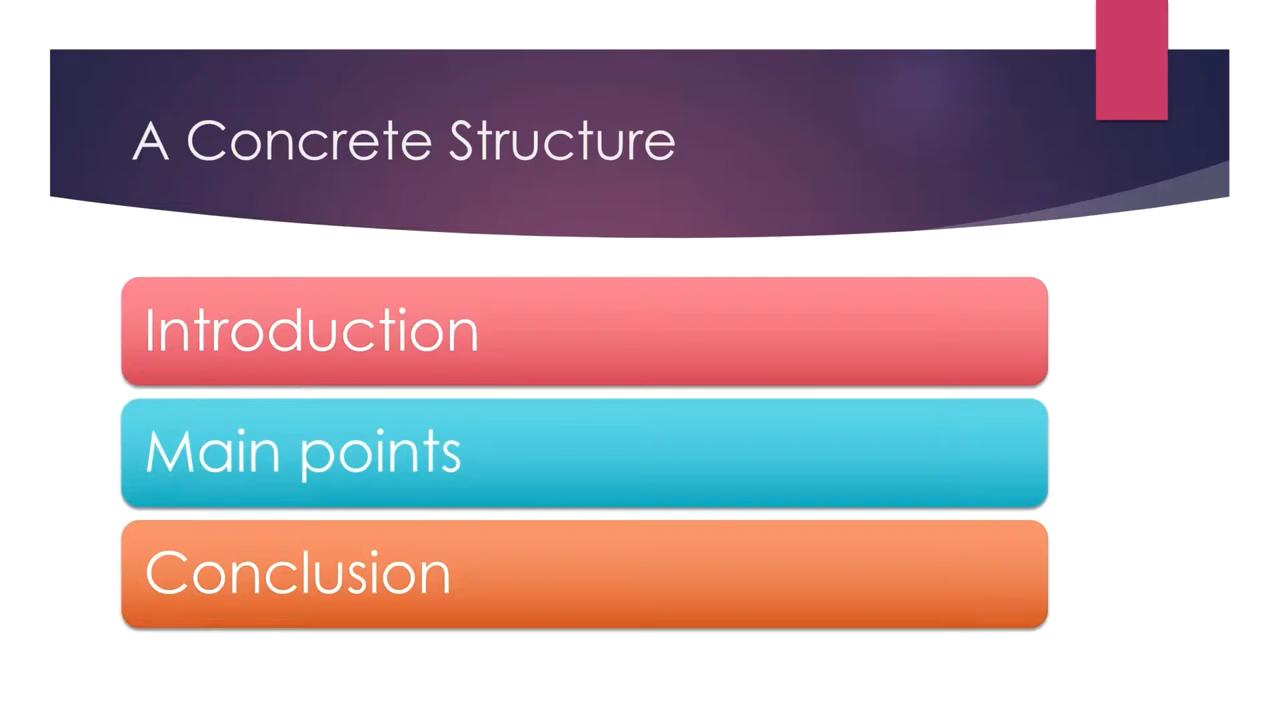 A Concrete Structure
Introduction
Main points
Conclusion